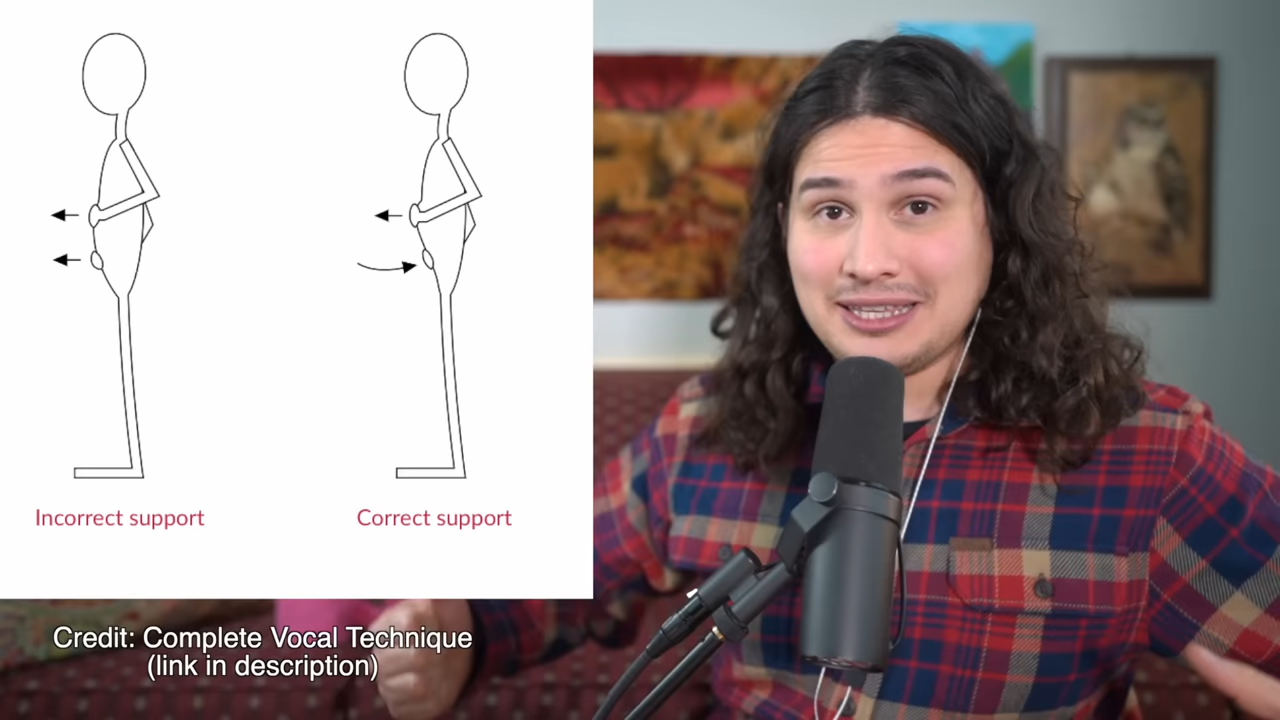 Incorrect support
Correct support
Credit: Complete Vocal Technique
(link in description)